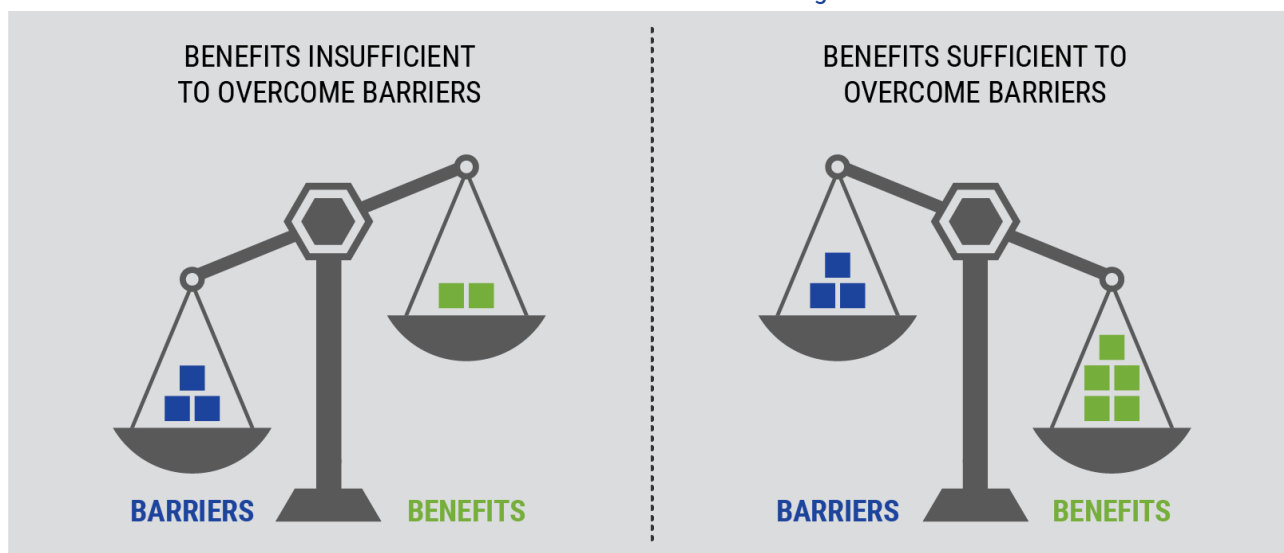 BENEFITS INSUFFICIENT
TO OVERCOME BARRIERS
BARRIERS
BENEFITS
BENEFITS SUFFICIENT TO
OVERCOME BARRIERS
BARRIERS
BENEFITS